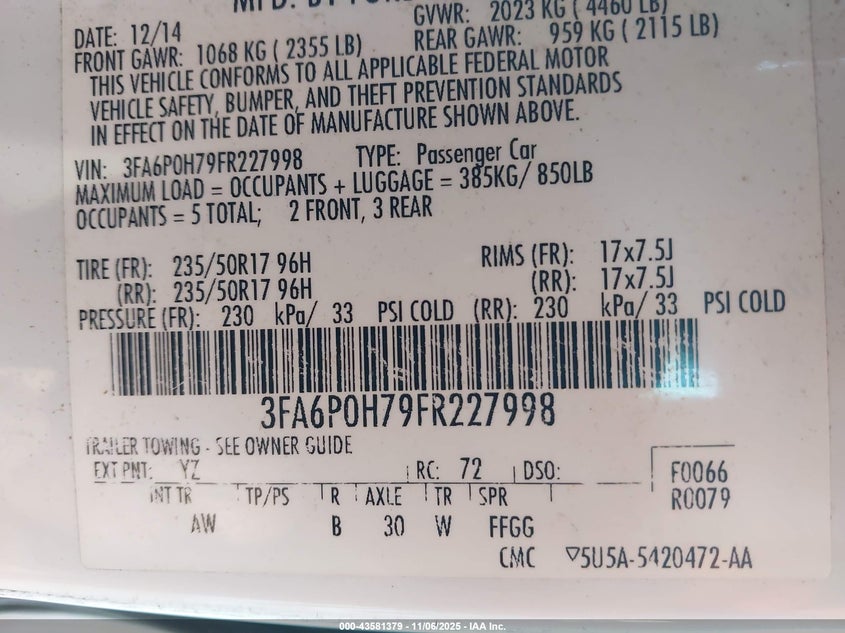 MFD. BY FORD
GVWR: 2023 KG ( 4460 LB)
DATE: 12/14
FRONT GAWR: 1068 KG ( 2355 LB) REAR GAWR: 959 KG ( 2115 LB)
THIS VEHICLE CONFORMS TO ALL APPLICABLE FEDERAL MOTOR
VEHICLE SAFETY, BUMPER, AND THEFT PREVENTION STANDARDS
IN EFFECT ON THE DATE OF MANUFACTURE SHOWN ABOVE.
VIN: 3FA6P0H79FR227998 TYPE: Passenger Car
MAXIMUM LOAD = OCCUPANTS + LUGGAGE = 385KG/ 850LB
OCCUPANTS = 5 TOTAL; 2 FRONT, 3 REAR
TIRE (FR): 235/50R17 96H RIMS (FR): 17x7.5J
(RR): 235/50R17 96H (RR): 17x7.5J
PRESSURE (FR): 230 kPa/ 33 PSI COLD (RR): 230 kPa/ 33 PSI COLD
3FA6P0H79FR227998
TRAILER TOWING - SEE OWNER GUIDE
EXT PNT: YZ RC: 72 DSO: F0066
INT TR TP/PS R AXLE TR SPR R0079
AW B 30 W FFGG
CMC 5U5A-5420472-AA
000-43581379 - 11/06/2025 - IAA Inc.